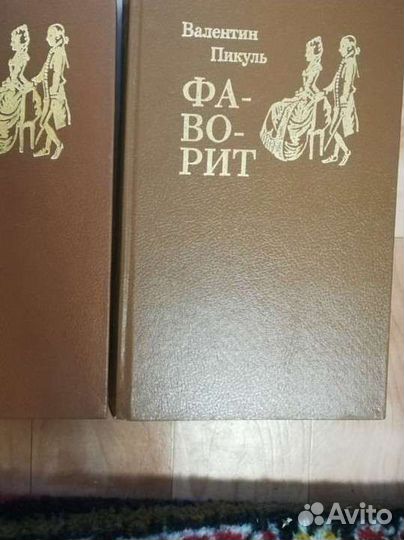 Валентин
Пикуль
ФА-
ВО-
РИТ
Avito